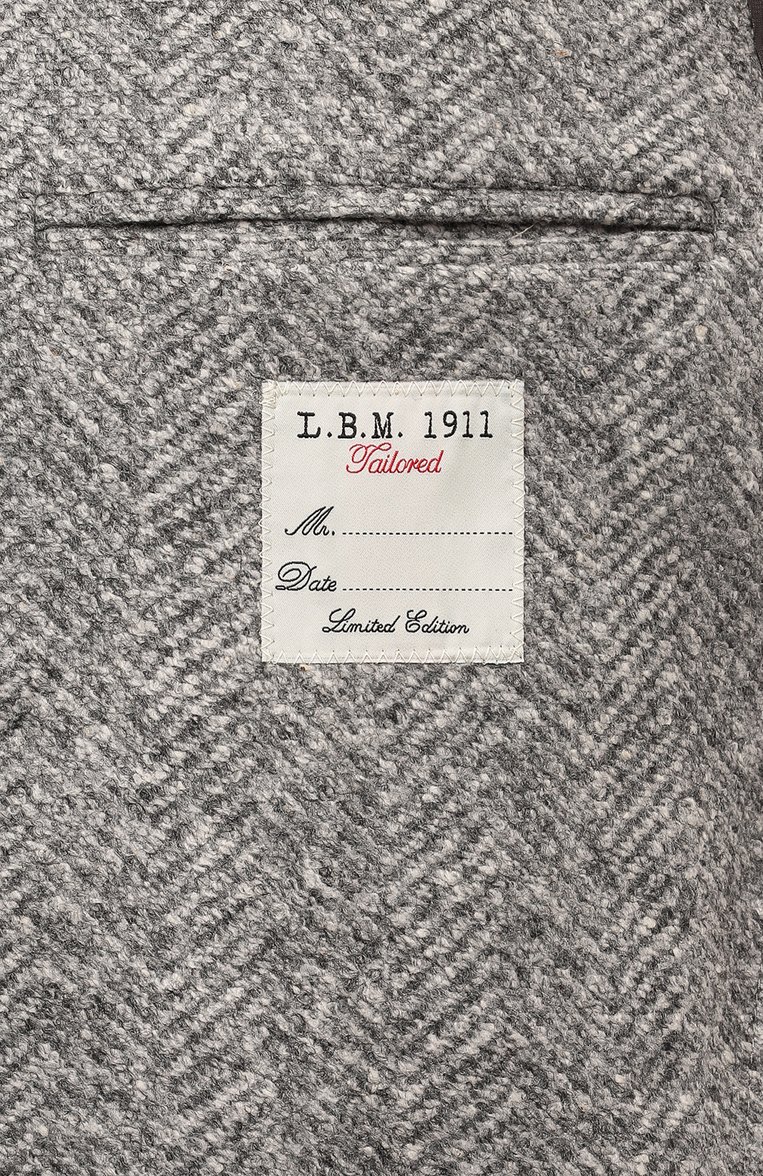 L.B.M. 1911
Tailored
Mr. ........................................
Date ........................................
Limited Edition